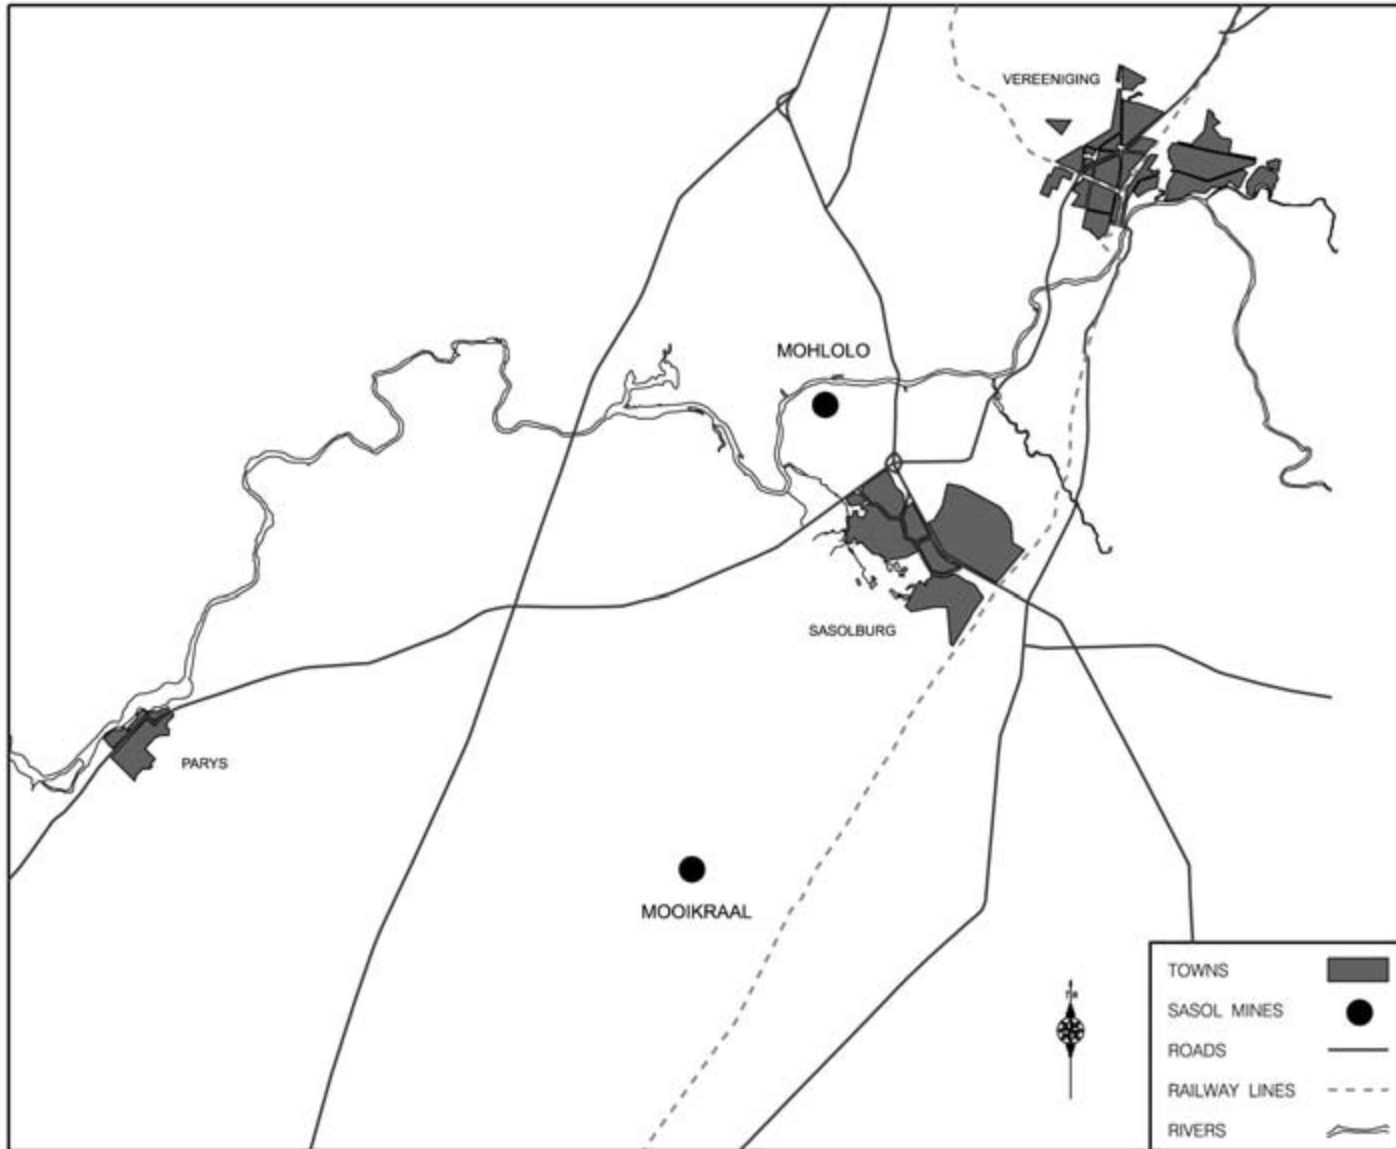 VEREENIGING
MOHLOLO
SASOLBURG
PARYS
MOOIKRAAL
TOWNS
SASOL MINES
ROADS
RAILWAY LINES
RIVERS